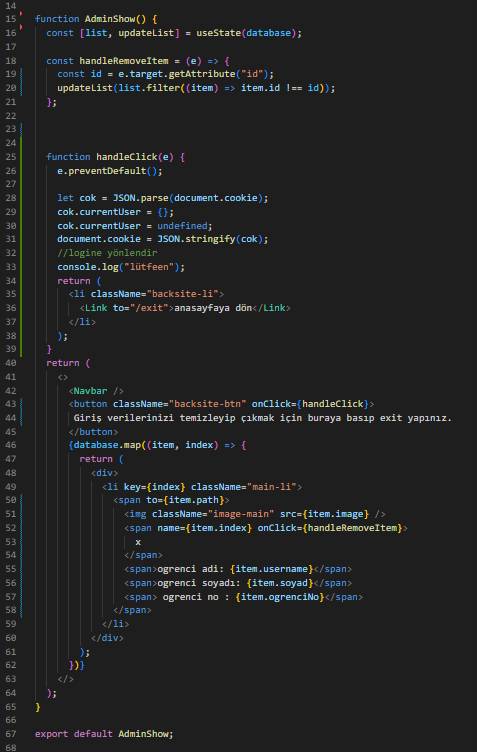 14
15 function AdminShow() {
16 const [list, updateList] = useState(database);
17
18 const handleRemoveItem = (e) => {
19 const id = e.target.getAttribute("id");
20 updateList(list.filter((item) => item.id !== id));
21 };
22
23
24
25 function handleClick(e) {
26 e.preventDefault();
27
28 let cok = JSON.parse(document.cookie);
29 cok.currentUser = {};
30 cok.currentUser = undefined;
31 document.cookie = JSON.stringify(cok);
32 //logine yönlendir
33 console.log("lütfeen");
34 return (
35 <li className="backsite-li">
36 <Link to="/exit">anasayfaya dön</Link>
37 </li>
38 );
39 }
40 return (
41 <>
42 <Navbar />
43 <button className="backsite-btn" onClick={handleClick}>
44 Giriş verilerinizi temizleyip çıkmak için buraya basıp exit yapınız.
45 </button>
46 {database.map((item, index) => {
47 return (
48 <div>
49 <li key={index} className="main-li">
50 <span to={item.path}>
51 <img className="image-main" src={item.image} />
52 <span name={item.index} onClick={handleRemoveItem}>
53 x
54 </span>
55 <span>ogrenci adi: {item.username}</span>
56 <span>ogrenci soyadı: {item.soyad}</span>
57 <span> ogrenci no : {item.ogrenciNo}</span>
58 </span>
59 </li>
60 </div>
61 );
62 })}
63 </>
64 );
65 }
66
67 export default AdminShow;
68